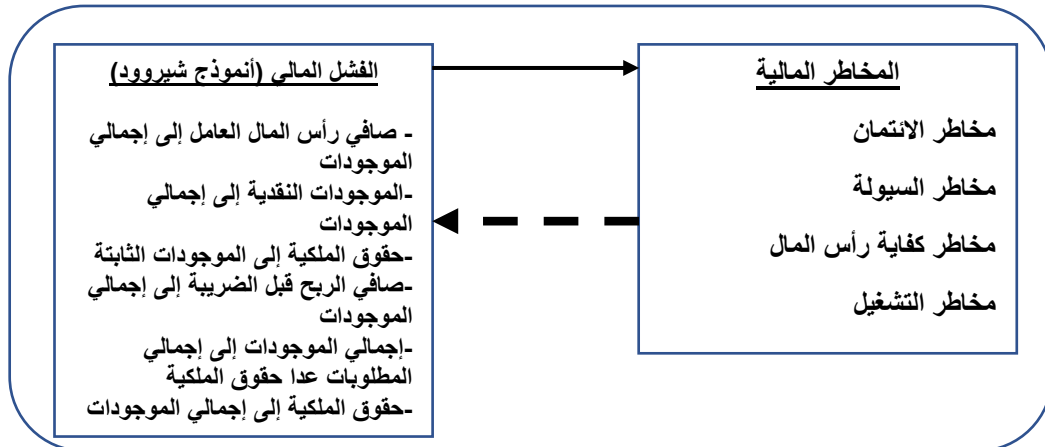 المخاطر المالية
مخاطر الائتمان
مخاطر السيولة
مخاطر كفاية رأس المال
مخاطر التشغيل
الفشل المالي (أنموذج شيروود)
- صافي رأس المال العامل إلى إجمالي
الموجودات
-الموجودات النقدية إلى إجمالي
الموجودات
-حقوق الملكية إلى الموجودات الثابتة
-صافي الربح قبل الضريبة إلى إجمالي
الموجودات
-إجمالي الموجودات إلى إجمالي
المطلوبات عدا حقوق الملكية
-حقوق الملكية إلى إجمالي الموجودات